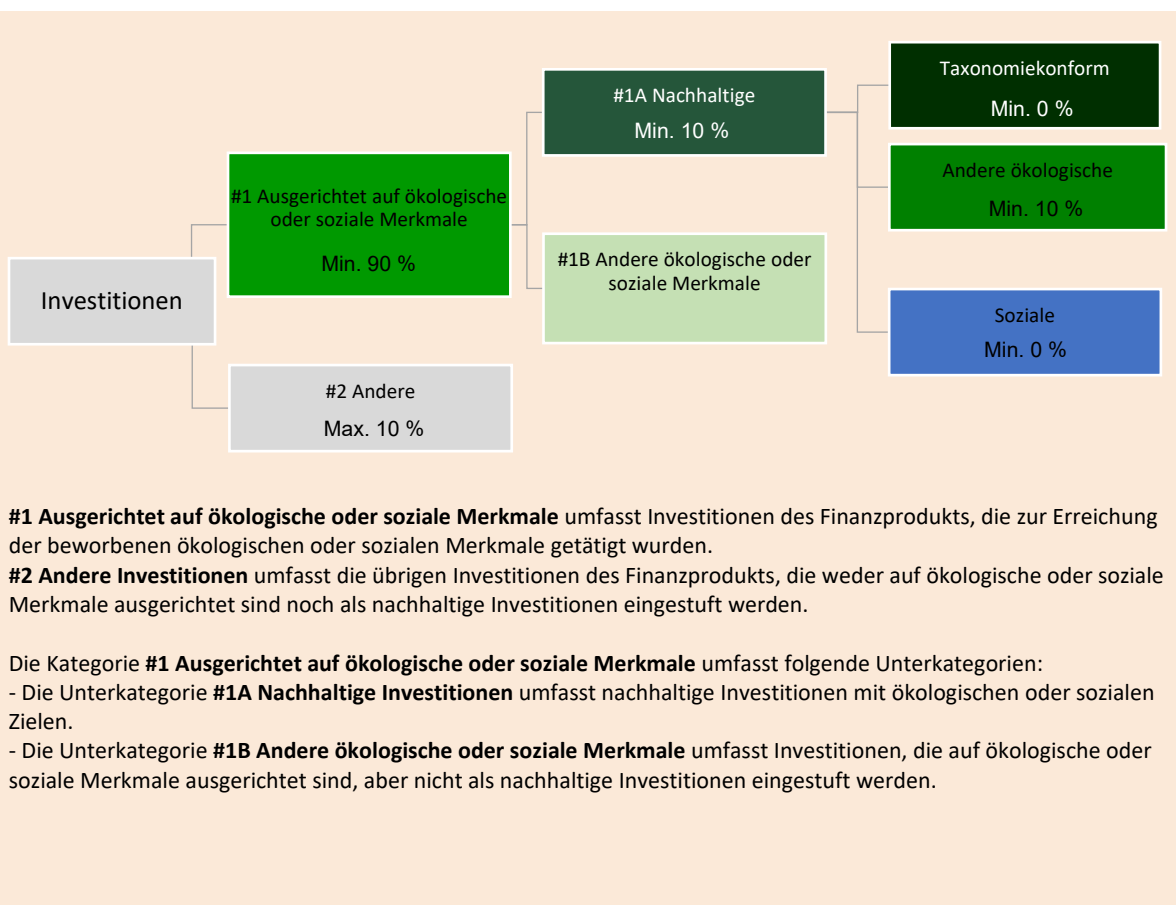 Taxonomiekonform
Min. 0 %
#1A Nachhaltige
Min. 10 %
Andere ökologische
Min. 10 %
#1 Ausgerichtet auf ökologische
oder soziale Merkmale
Min. 90 %
#1B Andere ökologische oder
soziale Merkmale
Investitionen
Soziale
Min. 0 %
#2 Andere
Max. 10 %
#1 Ausgerichtet auf ökologische oder soziale Merkmale umfasst Investitionen des Finanzprodukts, die zur Erreichung
der beworbenen ökologischen oder sozialen Merkmale getätigt wurden.
#2 Andere Investitionen umfasst die übrigen Investitionen des Finanzprodukts, die weder auf ökologische oder soziale
Merkmale ausgerichtet sind noch als nachhaltige Investitionen eingestuft werden.
Die Kategorie #1 Ausgerichtet auf ökologische oder soziale Merkmale umfasst folgende Unterkategorien:
- Die Unterkategorie #1A Nachhaltige Investitionen umfasst nachhaltige Investitionen mit ökologischen oder sozialen
Zielen.
- Die Unterkategorie #1B Andere ökologische oder soziale Merkmale umfasst Investitionen, die auf ökologische oder
soziale Merkmale ausgerichtet sind, aber nicht als nachhaltige Investitionen eingestuft werden.